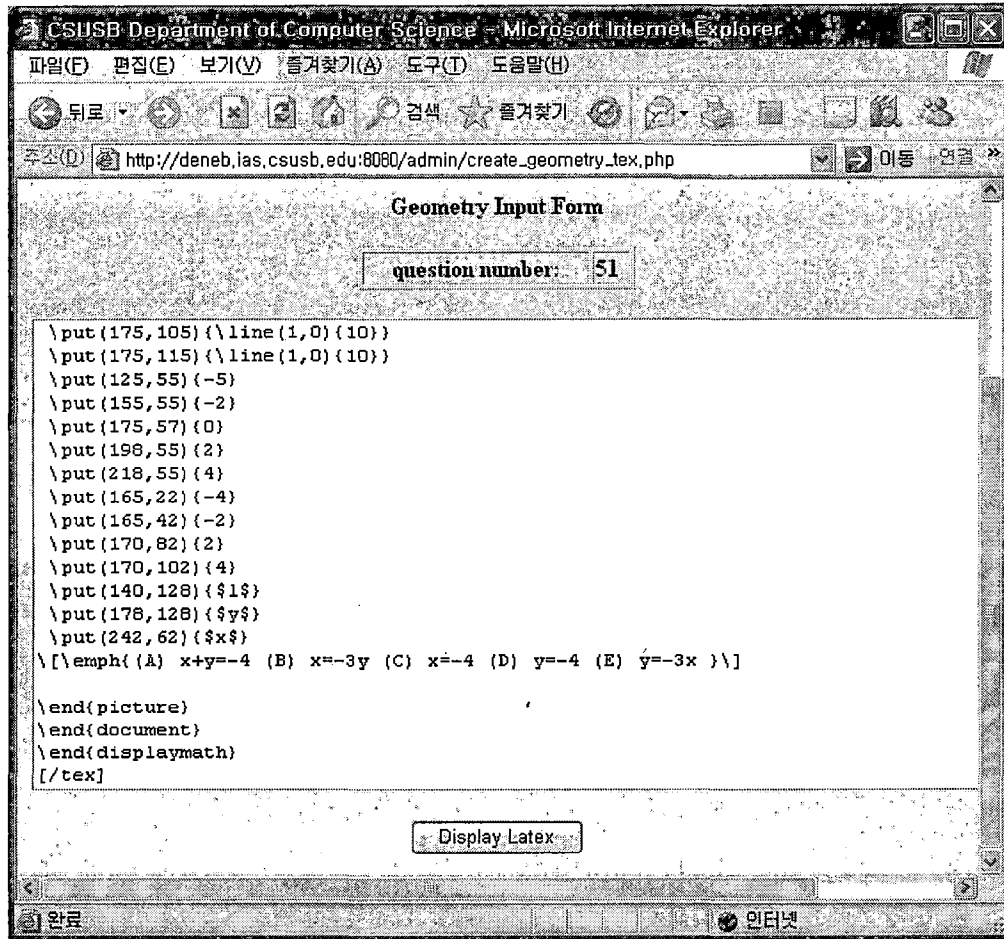 CSUSB Department of Computer Science - Microsoft Internet Explorer
파일(F) 편집(E) 보기(V) 즐겨찾기(A) 도구(T) 도움말(H)
뒤로 검색 즐겨찾기
주소(D) http://deneb.ias.csusb.edu:8080/admin/create_geometry_tex.php 이동 연결 »
Geometry Input Form
question number: 51
\put(175,105){\line(1,0){10}}
\put(175,115){\line(1,0){10}}
\put(125,55){-5}
\put(155,55){-2}
\put(175,57){0}
\put(198,55){2}
\put(218,55){4}
\put(165,22){-4}
\put(165,42){-2}
\put(170,82){2}
\put(170,102){4}
\put(140,128){$l$}
\put(178,128){$y$}
\put(242,62){$x$}
\[\emph{(A) x+y=-4 (B) x=-3y (C) x=-4 (D) y=-4 (E) y=-3x }\]
\end{picture}
\end{document}
\end{displaymath}
[/tex]
Display Latex
완료 인터넷